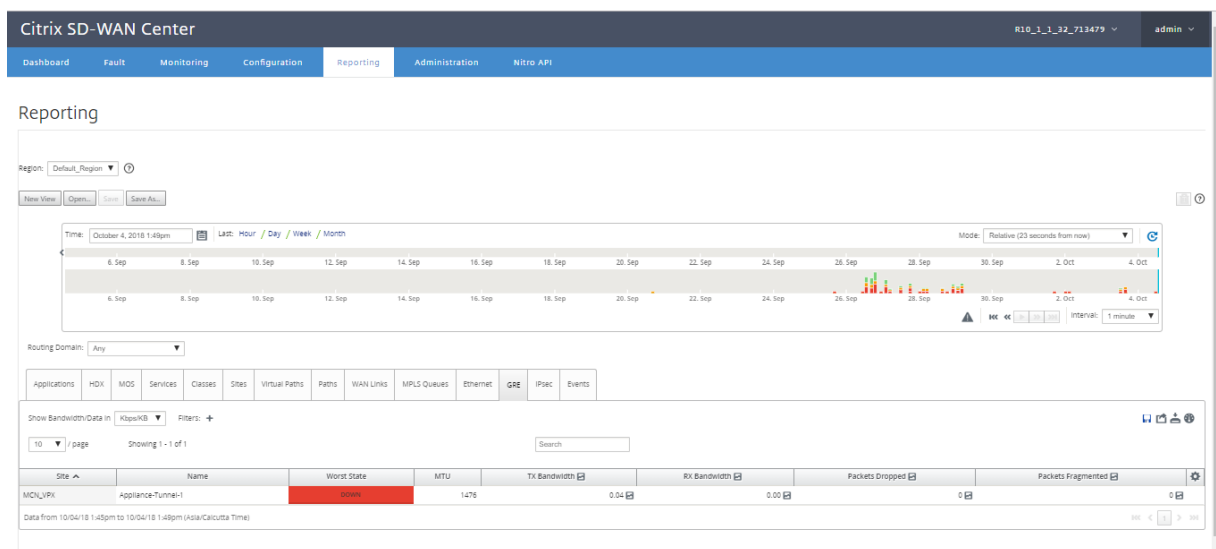 Citrix SD-WAN Center R10_1_1_32_713479 admin
Dashboard Fault Monitoring Configuration Reporting Administration Nitro API
Reporting
Region: Default_Region
New View Open.. Save Save As..
Time: October 4, 2018 1:49pm Last: Hour / Day / Week / Month Mode: Relative (23 seconds from now)
6. Sep 8. Sep 10. Sep 12. Sep 14. Sep 16. Sep 18. Sep 20. Sep 22. Sep 24. Sep 26. Sep 28. Sep 30. Sep 2. Oct 4. Oct
6. Sep 8. Sep 10. Sep 12. Sep 14. Sep 16. Sep 18. Sep 20. Sep 22. Sep 24. Sep 26. Sep 28. Sep 30. Sep 2. Oct 4. Oct
Interval: 1 minute
Routing Domain: Any
Applications HDX MOS Services Classes Sites Virtual Paths Paths WAN Links MPLS Queues Ethernet GRE IPsec Events
Show Bandwidth/Data in Kbps/KB Filters: +
10 / page Showing 1 - 1 of 1 Search
Site Name Worst State MTU TX Bandwidth RX Bandwidth Packets Dropped Packets Fragmented
MCN_VPX Appliance-Tunnel-1 DOWN 1476 0.04 0.00 0 0
Data from 10/04/18 1:45pm to 10/04/18 1:49pm (Asia/Calcutta Time) 1